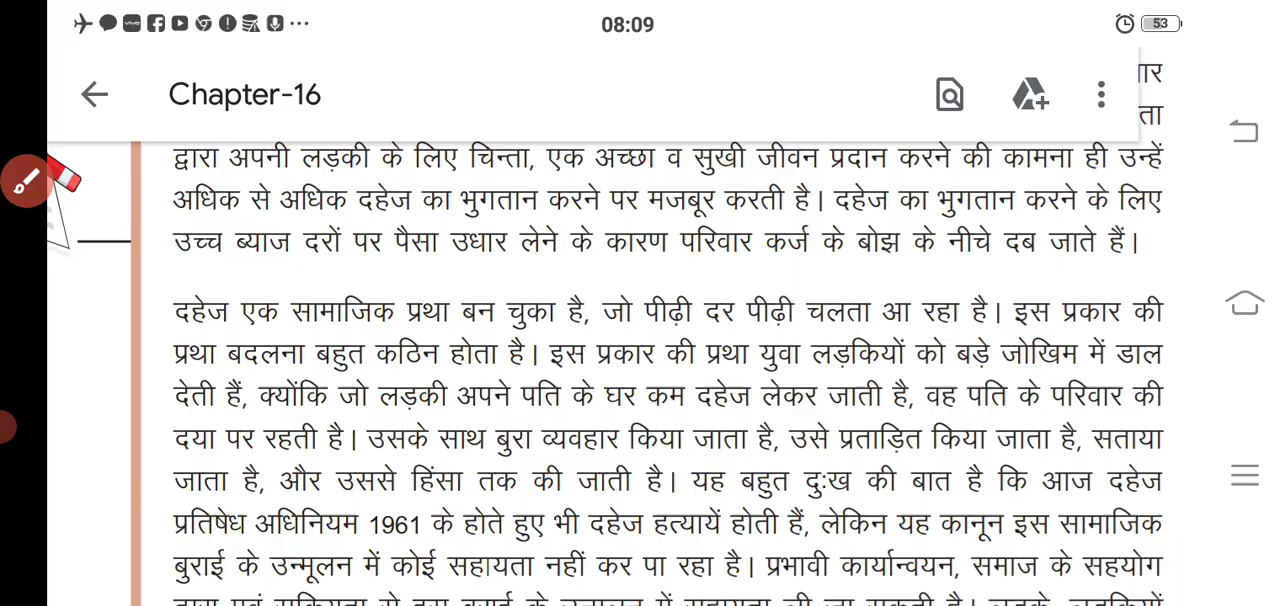 08:09
53
Chapter-16
द्वारा अपनी लड़की के लिए चिन्ता, एक अच्छा व सुखी जीवन प्रदान करने की कामना ही उन्हें
अधिक से अधिक दहेज का भुगतान करने पर मजबूर करती है। दहेज का भुगतान करने के लिए
उच्च ब्याज दरों पर पैसा उधार लेने के कारण परिवार कर्ज के बोझ के नीचे दब जाते हैं।
दहेज एक सामाजिक प्रथा बन चुका है, जो पीढ़ी दर पीढ़ी चलता आ रहा है। इस प्रकार की
प्रथा बदलना बहुत कठिन होता है। इस प्रकार की प्रथा युवा लड़कियों को बड़े जोखिम में डाल
देती हैं, क्योंकि जो लड़की अपने पति के घर कम दहेज लेकर जाती है, वह पति के परिवार की
दया पर रहती है। उसके साथ बुरा व्यवहार किया जाता है, उसे प्रताड़ित किया जाता है, सताया
जाता है, और उससे हिंसा तक की जाती है। यह बहुत दुःख की बात है कि आज दहेज
प्रतिषेध अधिनियम 1961 के होते हुए भी दहेज हत्यायें होती हैं, लेकिन यह कानून इस सामाजिक
बुराई के उन्मूलन में कोई सहायता नहीं कर पा रहा है। प्रभावी कार्यान्वयन, समाज के सहयोग